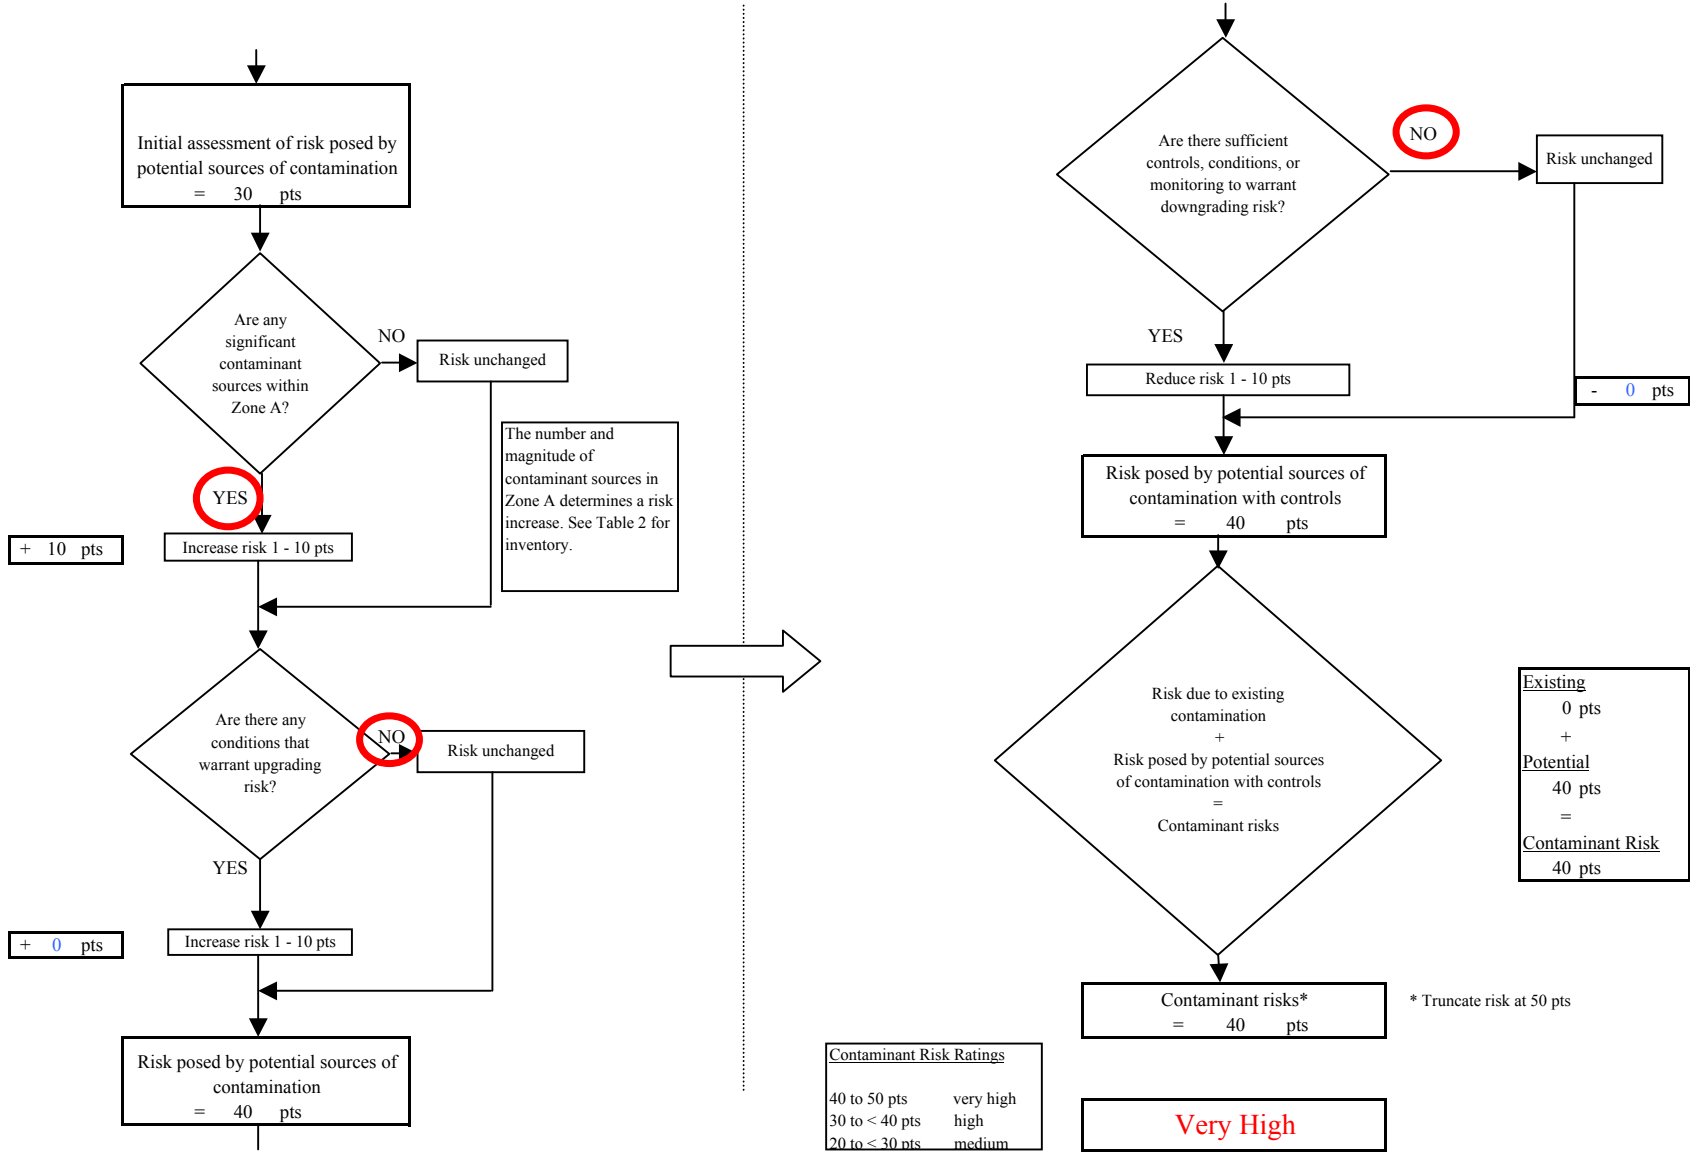 Initial assessment of risk posed by
potential sources of contamination
= 30 pts
Are any
significant
contaminant
sources within
Zone A?
NO
Risk unchanged
The number and
magnitude of
contaminant sources in
Zone A determines a risk
increase. See Table 2 for
inventory.
YES
+ 10 pts
Increase risk 1 - 10 pts
Are there any
conditions that
warrant upgrading
risk?
NO
Risk unchanged
YES
+ 0 pts
Increase risk 1 - 10 pts
Risk posed by potential sources of
contamination
= 40 pts
Are there sufficient
controls, conditions, or
monitoring to warrant
downgrading risk?
NO
Risk unchanged
YES
Reduce risk 1 - 10 pts
- 0 pts
Risk posed by potential sources of
contamination with controls
= 40 pts
Risk due to existing
contamination
+
Risk posed by potential sources
of contamination with controls
=
Contaminant risks
Existing
0 pts
+
Potential
40 pts
=
Contaminant Risk
40 pts
Contaminant risks*
= 40 pts
* Truncate risk at 50 pts
Contaminant Risk Ratings
40 to 50 pts very high
30 to < 40 pts high
20 to < 30 pts medium
Very High